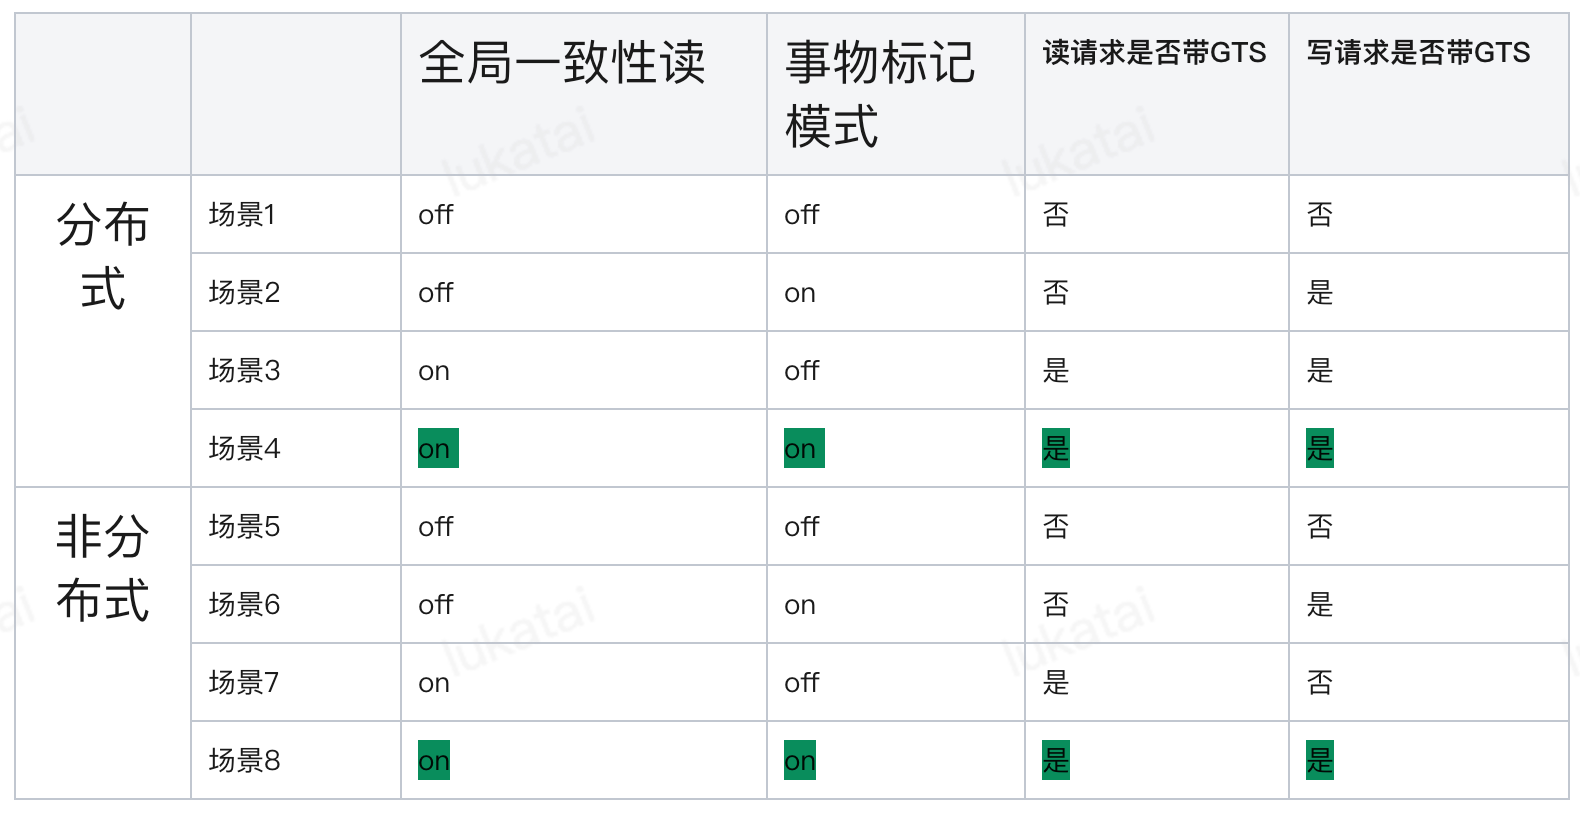 全局一致性读 事物标记 读请求是否带GTS 写请求是否带GTS
模式
分布 场景1 off off 否 否
式 场景2 off on 否 是
场景3 on off 是 是
场景4 on on 是 是
非分 场景5 off off 否 否
布式 场景6 off on 否 是
场景7 on off 是 否
场景8 on on 是 是
lukatai
lukatai
lukatai
lukatai